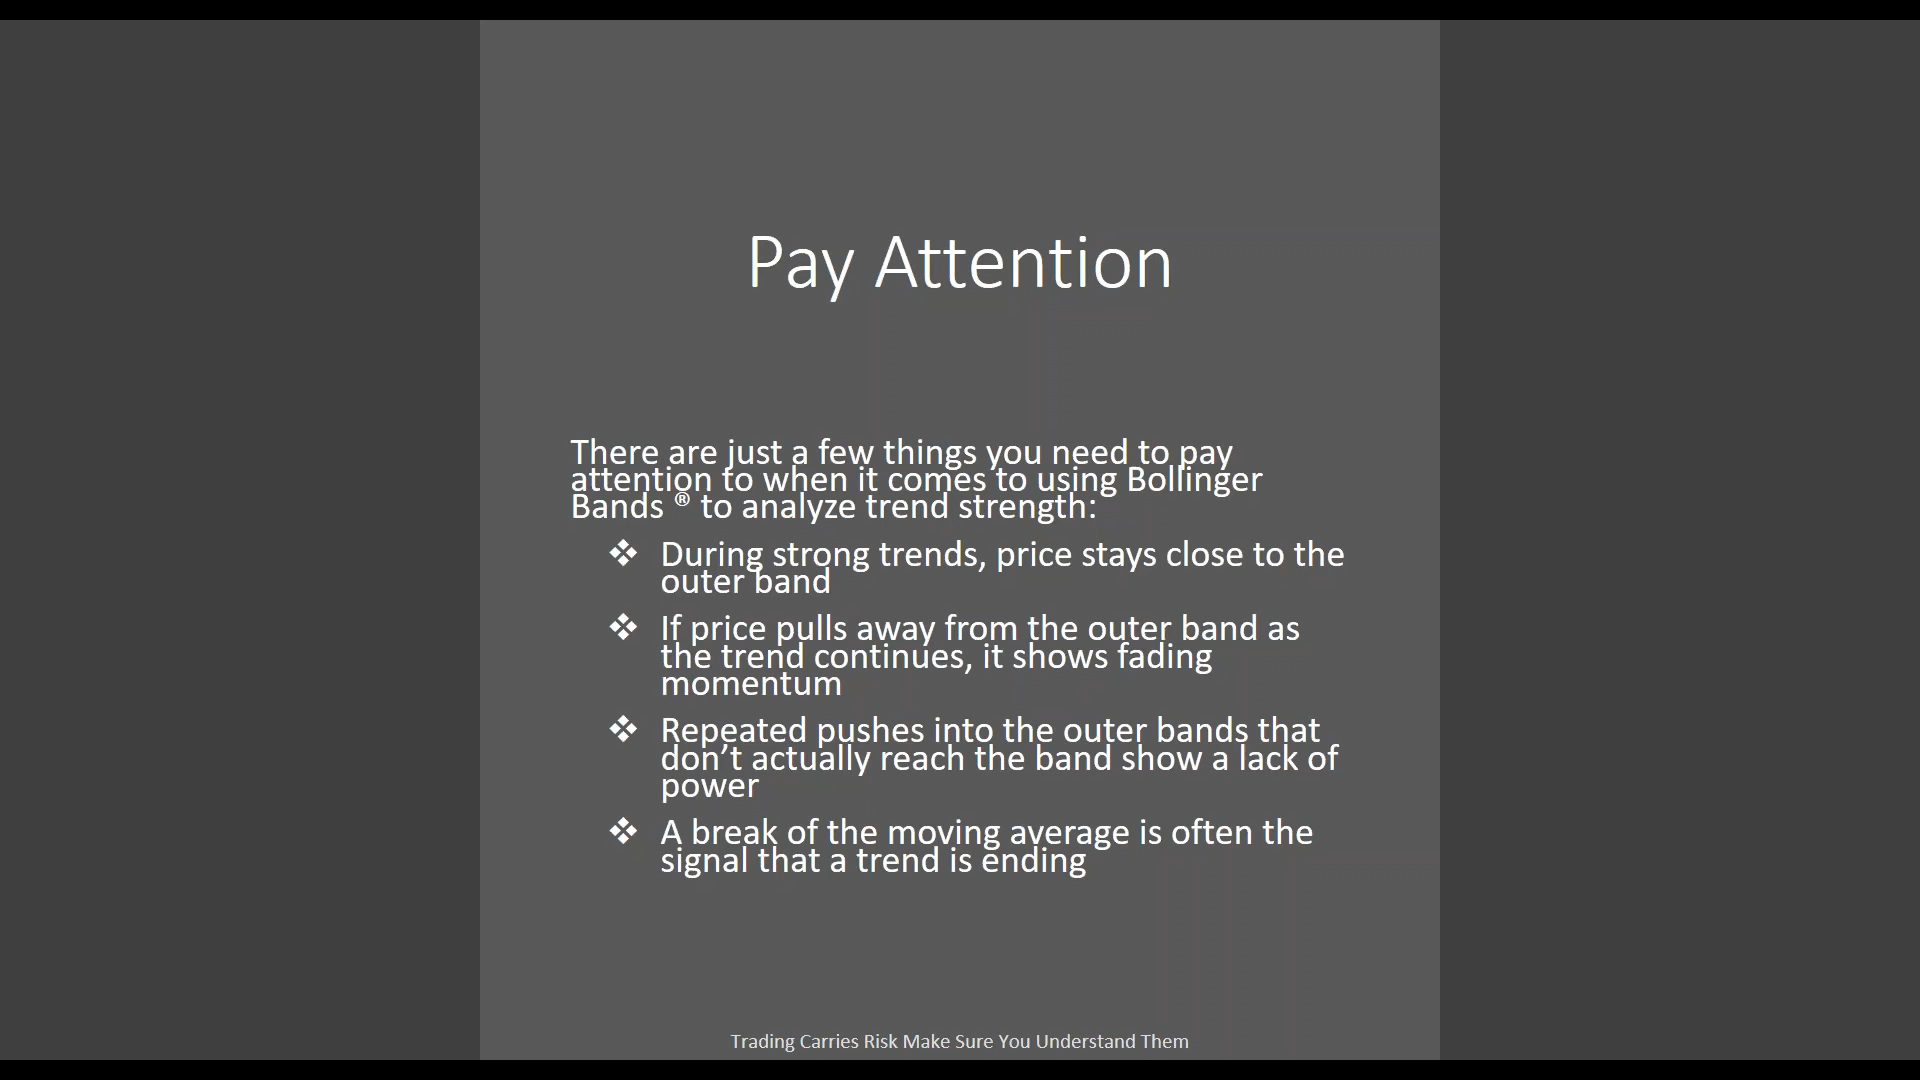 Pay Attention
There are just a few things you need to pay
attention to when it comes to using Bollinger
Bands ® to analyze trend strength:
❖ During strong trends, price stays close to the
outer band
❖ If price pulls away from the outer band as
the trend continues, it shows fading
momentum
❖ Repeated pushes into the outer bands that
don’t actually reach the band show a lack of
power
❖ A break of the moving average is often the
signal that a trend is ending
Trading Carries Risk Make Sure You Understand Them